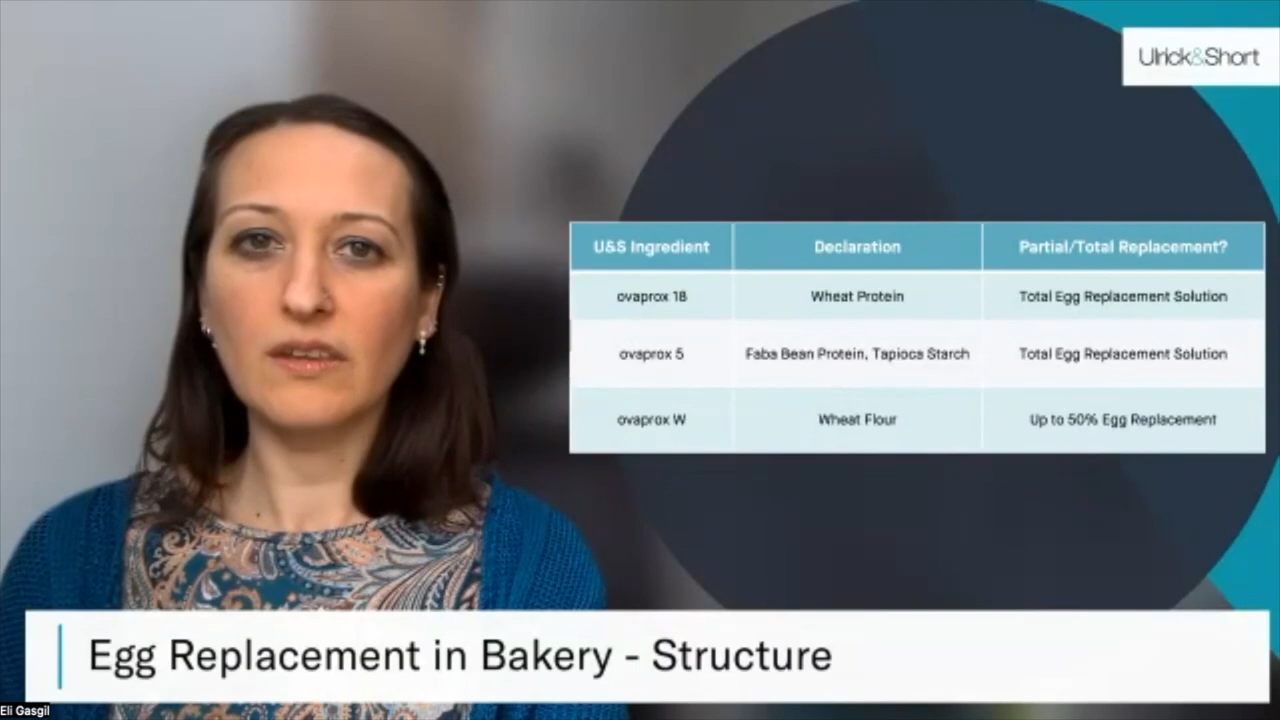 Ulrick&Short
U&S Ingredient Declaration Partial/Total Replacement?
ovaprox 18 Wheat Protein Total Egg Replacement Solution
ovaprox 5 Faba Bean Protein, Tapioca Starch Total Egg Replacement Solution
ovaprox W Wheat Flour Up to 50% Egg Replacement
Egg Replacement in Bakery - Structure
Eli Gasgil